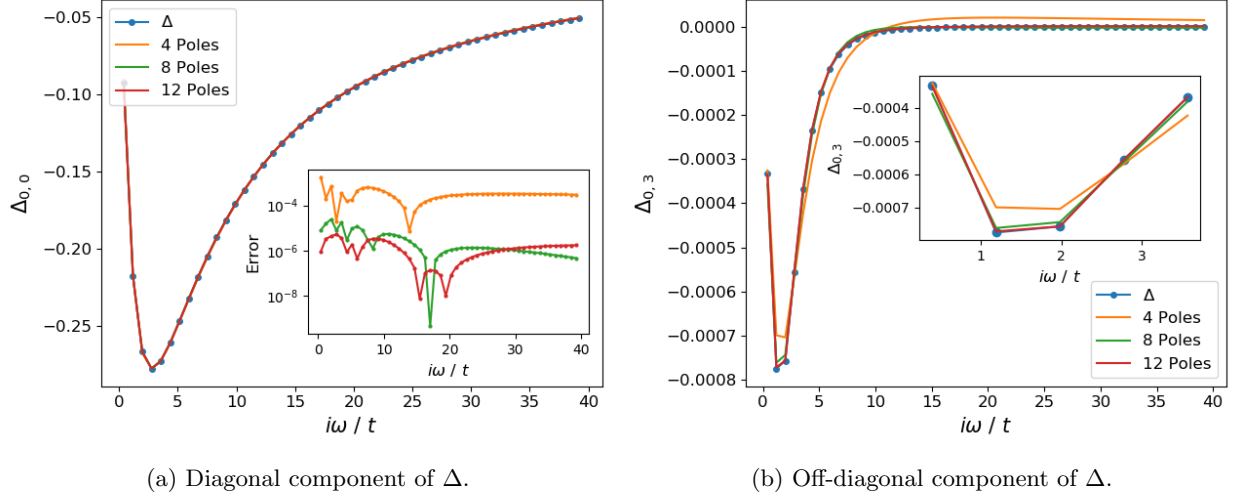 −0.05
−0.10
−0.15
−0.20
−0.25
Δ0, 0
Δ
4 Poles
8 Poles
12 Poles
10−4
10−6
10−8
Error
0 10 20 30 40
iω / t
0 5 10 15 20 25 30 35 40
iω / t
(a) Diagonal component of Δ.
0.0000
−0.0001
−0.0002
−0.0003
−0.0004
−0.0005
−0.0006
−0.0007
−0.0008
Δ0, 3
−0.0004
−0.0005
−0.0006
−0.0007
Δ0, 3
1 2 3
iω / t
Δ
4 Poles
8 Poles
12 Poles
0 5 10 15 20 25 30 35 40
iω / t
(b) Off-diagonal component of Δ.